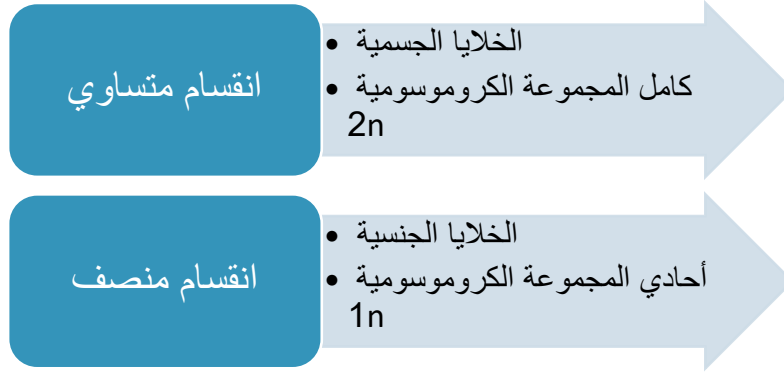 انقسام متساوي
• الخلايا الجسمية
• كامل المجموعة الكروموسومية
2n
انقسام منصف
• الخلايا الجنسية
• أحادي المجموعة الكروموسومية
1n